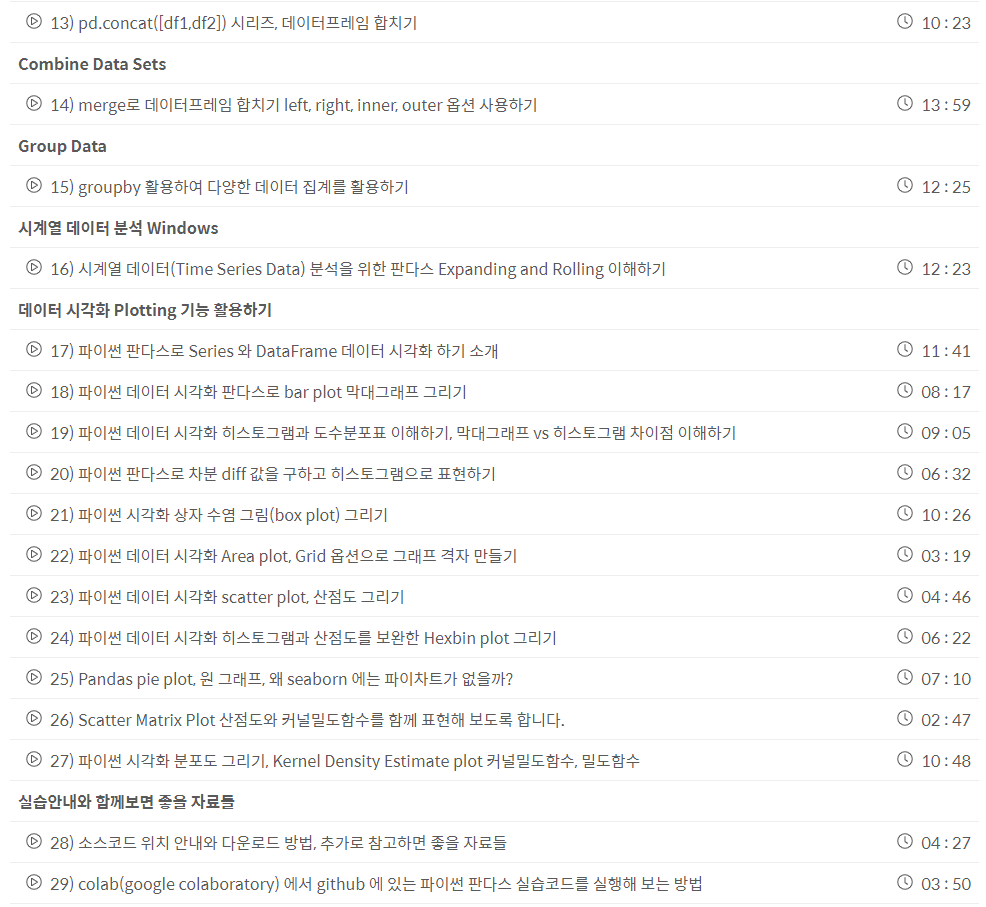 13) pd.concat([df1,df2]) 시리즈, 데이터프레임 합치기 10 : 23
Combine Data Sets
14) merge로 데이터프레임 합치기 left, right, inner, outer 옵션 사용하기 13 : 59
Group Data
15) groupby 활용하여 다양한 데이터 집계를 활용하기 12 : 25
시계열 데이터 분석 Windows
16) 시계열 데이터(Time Series Data) 분석을 위한 판다스 Expanding and Rolling 이해하기 12 : 23
데이터 시각화 Plotting 기능 활용하기
17) 파이썬 판다스로 Series 와 DataFrame 데이터 시각화 하기 소개 11 : 41
18) 파이썬 데이터 시각화 판다스로 bar plot 막대그래프 그리기 08 : 17
19) 파이썬 데이터 시각화 히스토그램과 도수분포표 이해하기, 막대그래프 vs 히스토그램 차이점 이해하기 09 : 05
20) 파이썬 판다스로 차분 diff 값을 구하고 히스토그램으로 표현하기 06 : 32
21) 파이썬 시각화 상자 수염 그림(box plot) 그리기 10 : 26
22) 파이썬 데이터 시각화 Area plot, Grid 옵션으로 그래프 격자 만들기 03 : 19
23) 파이썬 데이터 시각화 scatter plot, 산점도 그리기 04 : 46
24) 파이썬 데이터 시각화 히스토그램과 산점도를 보완한 Hexbin plot 그리기 06 : 22
25) Pandas pie plot, 원 그래프, 왜 seaborn 에는 파이차트가 없을까? 07 : 10
26) Scatter Matrix Plot 산점도와 커널밀도함수를 함께 표현해 보도록 합니다. 02 : 47
27) 파이썬 시각화 분포도 그리기, Kernel Density Estimate plot 커널밀도함수, 밀도함수 10 : 48
실습안내와 함께보면 좋을 자료들
28) 소스코드 위치 안내와 다운로드 방법, 추가로 참고하면 좋을 자료들 04 : 27
29) colab(google colaboratory) 에서 github 에 있는 파이썬 판다스 실습코드를 실행해 보는 방법 03 : 50